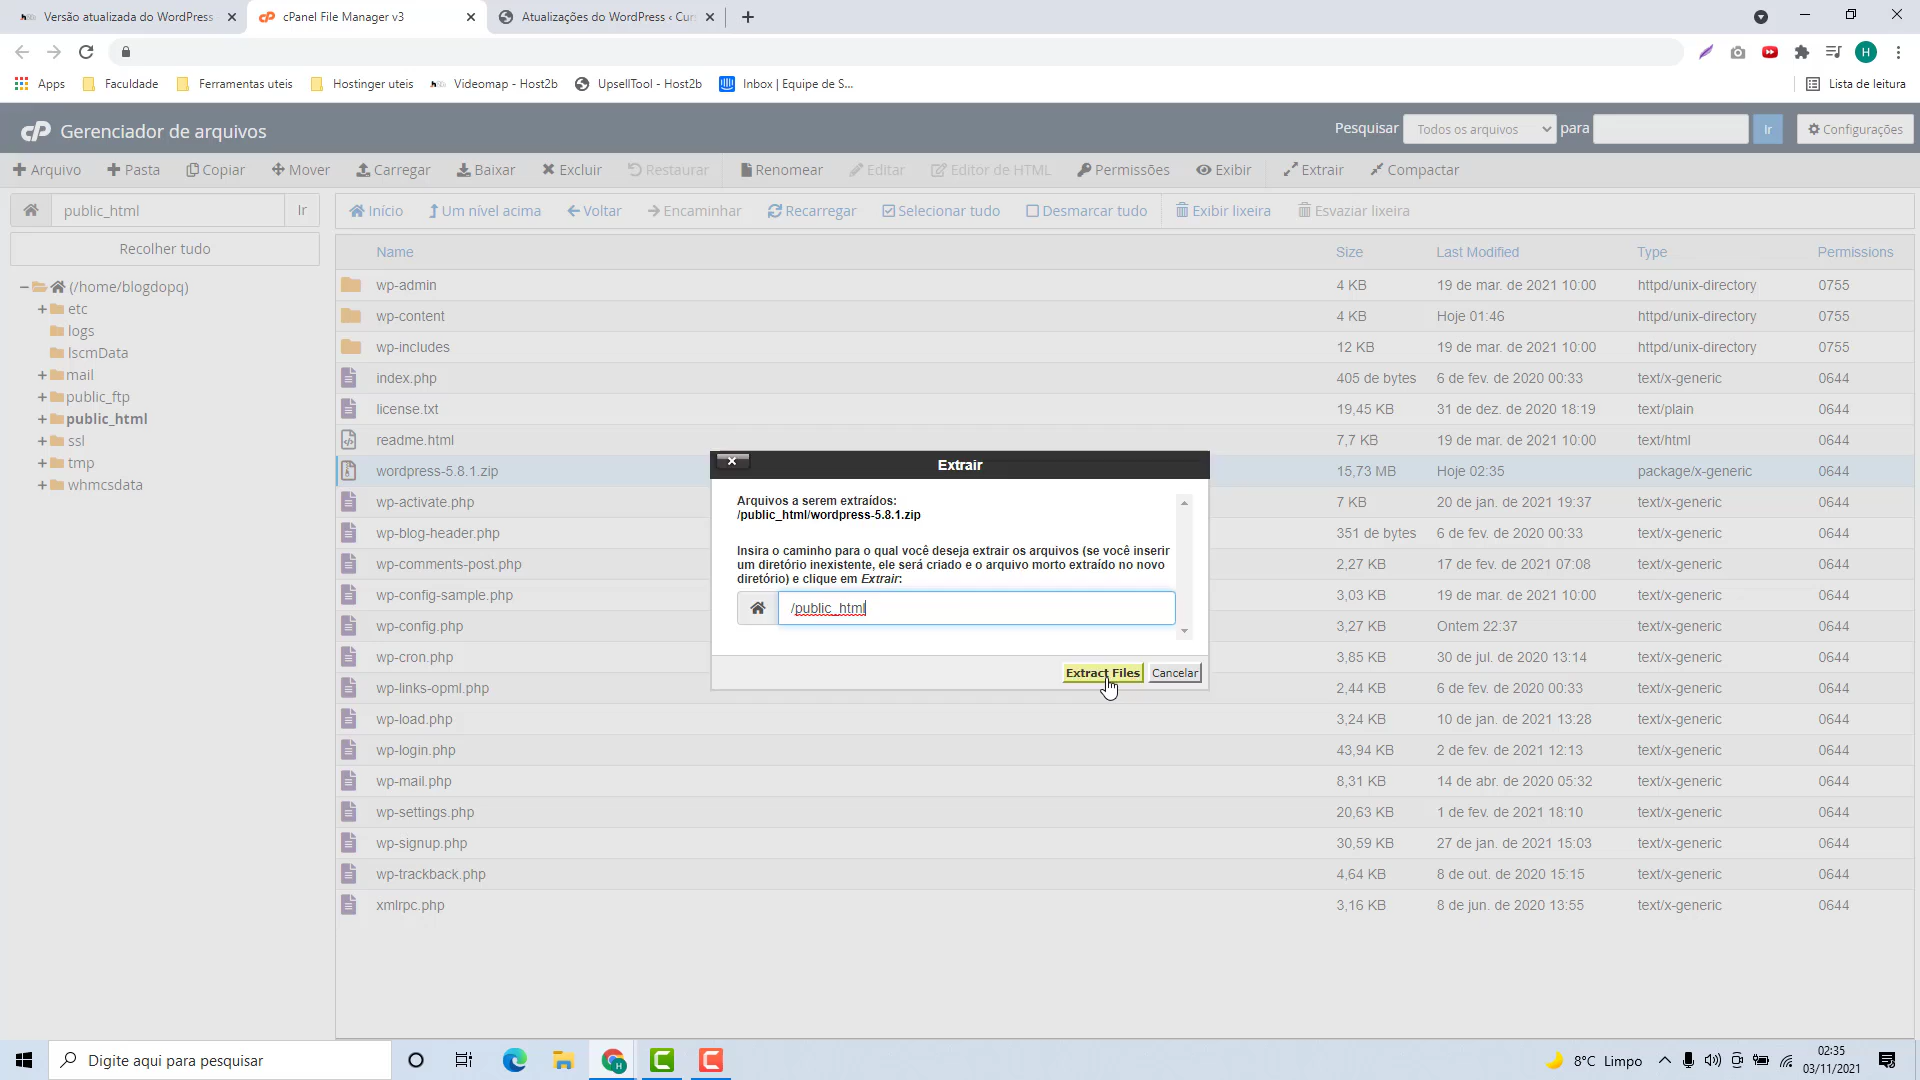 Versão atualizada do WordPress
cPanel File Manager v3
Atualizações do WordPress ‹ Cur
H
Apps
Faculdade
Ferramentas uteis
Hostinger uteis
Videomap - Host2b
UpsellTool - Host2b
Inbox | Equipe de S...
Lista de leitura
cP Gerenciador de arquivos
Pesquisar
Todos os arquivos
para
Ir
Configurações
Arquivo
Pasta
Copiar
Mover
Carregar
Baixar
Excluir
Restaurar
Renomear
Editar
Editor de HTML
Permissões
Exibir
Extrair
Compactar
public_html
Ir
Início
Um nível acima
Voltar
Encaminhar
Recarregar
Selecionar tudo
Desmarcar tudo
Exibir lixeira
Esvaziar lixeira
Recolher tudo
(/home/blogdopq)
etc
logs
lscmData
mail
public_ftp
public_html
ssl
tmp
whmcsdata
Name Size Last Modified Type Permissions
wp-admin 4 KB 19 de mar. de 2021 10:00 httpd/unix-directory 0755
wp-content 4 KB Hoje 01:46 httpd/unix-directory 0755
wp-includes 12 KB 19 de mar. de 2021 10:00 httpd/unix-directory 0755
index.php 405 de bytes 6 de fev. de 2020 00:33 text/x-generic 0644
license.txt 19,45 KB 31 de dez. de 2020 18:19 text/plain 0644
readme.html 7,7 KB 19 de mar. de 2021 10:00 text/html 0644
wordpress-5.8.1.zip 15,73 MB Hoje 02:35 package/x-generic 0644
wp-activate.php 7 KB 20 de jan. de 2021 19:37 text/x-generic 0644
wp-blog-header.php 351 de bytes 6 de fev. de 2020 00:33 text/x-generic 0644
wp-comments-post.php 2,27 KB 17 de fev. de 2021 07:08 text/x-generic 0644
wp-config-sample.php 3,03 KB 19 de mar. de 2021 10:00 text/x-generic 0644
wp-config.php 3,27 KB Ontem 22:37 text/x-generic 0644
wp-cron.php 3,85 KB 30 de jul. de 2020 13:14 text/x-generic 0644
wp-links-opml.php 2,44 KB 6 de fev. de 2020 00:33 text/x-generic 0644
wp-load.php 3,24 KB 10 de jan. de 2021 13:28 text/x-generic 0644
wp-login.php 43,94 KB 2 de fev. de 2021 12:13 text/x-generic 0644
wp-mail.php 8,31 KB 14 de abr. de 2020 05:32 text/x-generic 0644
wp-settings.php 20,63 KB 1 de fev. de 2021 18:10 text/x-generic 0644
wp-signup.php 30,59 KB 27 de jan. de 2021 15:03 text/x-generic 0644
wp-trackback.php 4,64 KB 8 de out. de 2020 15:15 text/x-generic 0644
xmlrpc.php 3,16 KB 8 de jun. de 2020 13:55 text/x-generic 0644
Extrair
Arquivos a serem extraídos:
/public_html/wordpress-5.8.1.zip
Insira o caminho para o qual você deseja extrair os arquivos (se você inserir
um diretório inexistente, ele será criado e o arquivo morto extraído no novo
diretório) e clique em Extrair:
/public_html
Extract Files
Cancelar
Digite aqui para pesquisar
8°C Limpo
02:35
03/11/2021